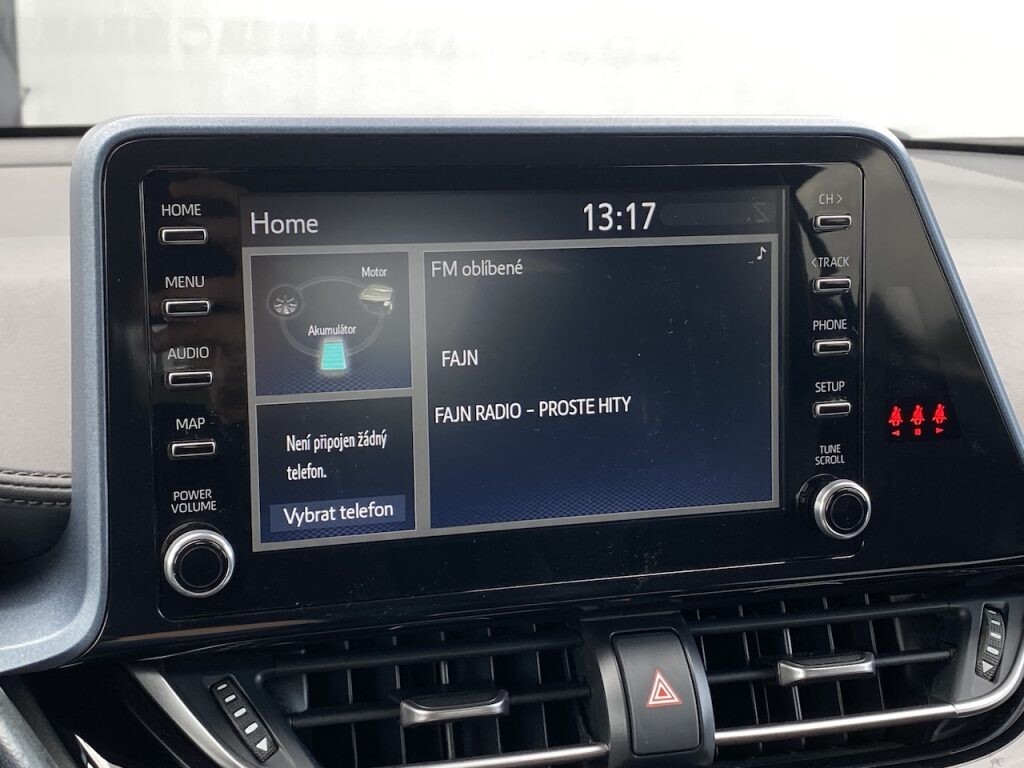 HOME
MENU
AUDIO
MAP
POWER
VOLUME
Home
13:17
Motor
Akumulátor
Není připojen žádný
telefon.
Vybrat telefon
FM oblíbené
FAJN
FAJN RADIO - PROSTE HITY
CH >
< TRACK
PHONE
SETUP
TUNE
SCROLL